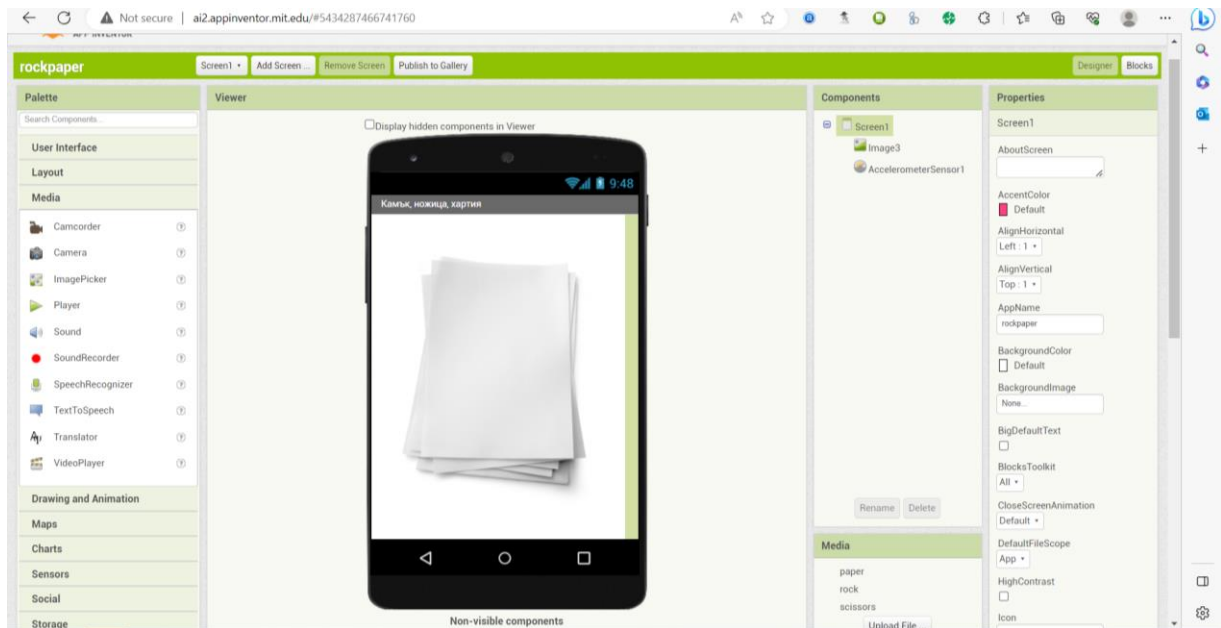 Not secure | ai2.appinventor.mit.edu/#5434287466741760
APP INVENTOR
rockpaper
Screen1
Add Screen ...
Remove Screen
Publish to Gallery
Designer
Blocks
Palette
Search Components...
User Interface
Layout
Media
Camcorder
Camera
ImagePicker
Player
Sound
SoundRecorder
SpeechRecognizer
TextToSpeech
Translator
VideoPlayer
Drawing and Animation
Maps
Charts
Sensors
Social
Storage
Viewer
Display hidden components in Viewer
9:48
Камък, ножица, хартия
Non-visible components
Components
Screen1
Image3
AccelerometerSensor1
Rename
Delete
Media
paper
rock
scissors
Upload File ...
Properties
Screen1
AboutScreen
AccentColor
Default
AlignHorizontal
Left : 1
AlignVertical
Top : 1
AppName
rockpaper
BackgroundColor
Default
BackgroundImage
None...
BigDefaultText
BlocksToolkit
All
CloseScreenAnimation
Default
DefaultFileScope
App
HighContrast
Icon